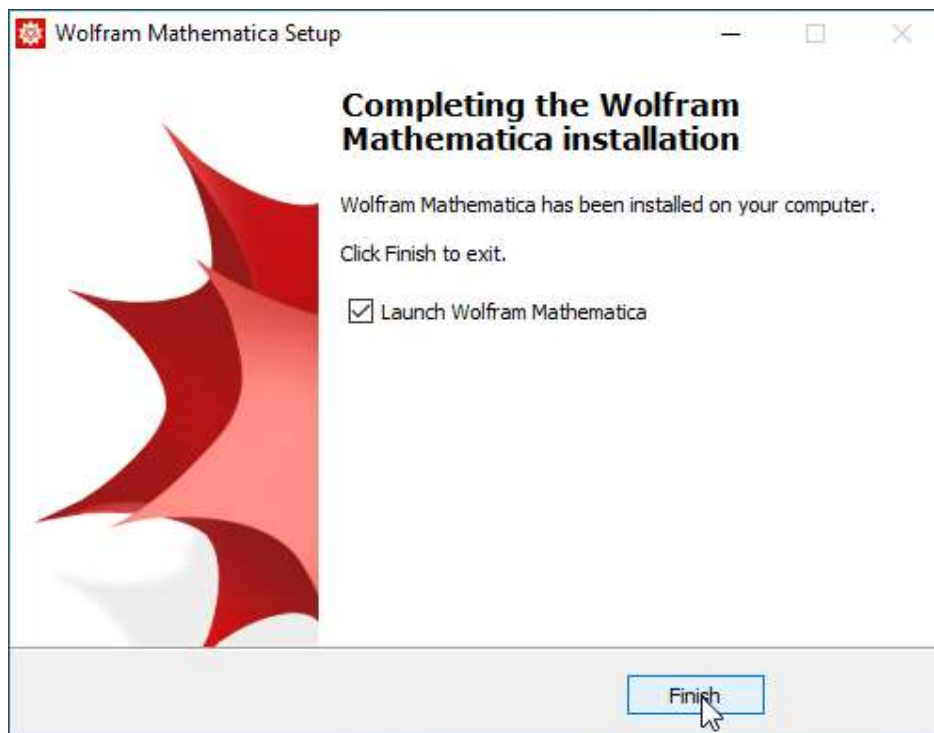 Wolfram Mathematica Setup
Completing the Wolfram
Mathematica installation
Wolfram Mathematica has been installed on your computer.
Click Finish to exit.
Launch Wolfram Mathematica
Finish